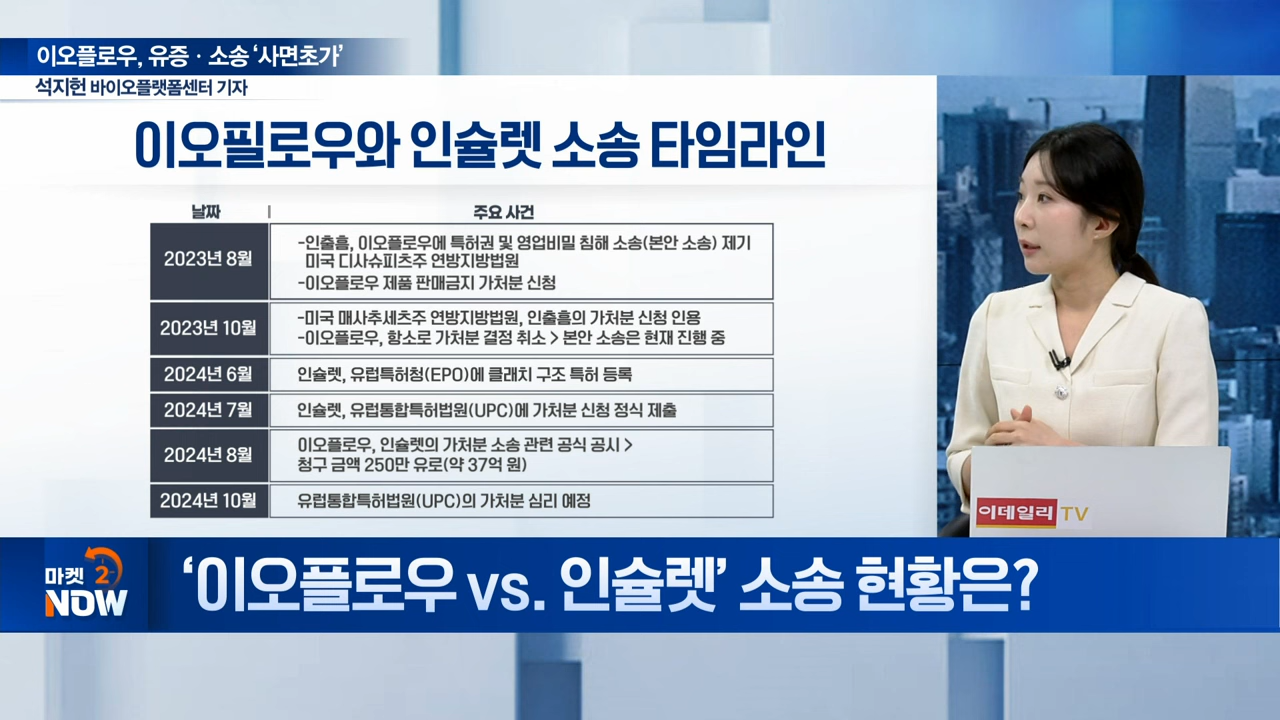 이오플로우, 유증·소송 '사면초가'
석지헌 바이오플랫폼센터 기자
이오필로우와 인슐렛 소송 타임라인
날짜 | 주요 사건
2023년 8월
-인출흘, 이오플로우에 특허권 및 영업비밀 침해 소송(본안 소송) 제기
미국 디사슈피츠주 연방지방법원
-이오플로우 제품 판매금지 가처분 신청
2023년 10월
-미국 매사추세츠주 연방지방법원, 인출흘의 가처분 신청 인용
-이오플로우, 항소로 가처분 결정 취소 > 본안 소송은 현재 진행 중
2024년 6월
인슐렛, 유럽특허청(EPO)에 클래치 구조 특허 등록
2024년 7월
인슐렛, 유럽통합특허법원(UPC)에 가처분 신청 정식 제출
2024년 8월
이오플로우, 인슐렛의 가처분 소송 관련 공식 공시 >
청구 금액 250만 유로(약 37억 원)
2024년 10월
유럽통합특허법원(UPC)의 가처분 심리 예정
이데일리 TV
마켓 2
NOW
'이오플로우 vs. 인슐렛' 소송 현황은?